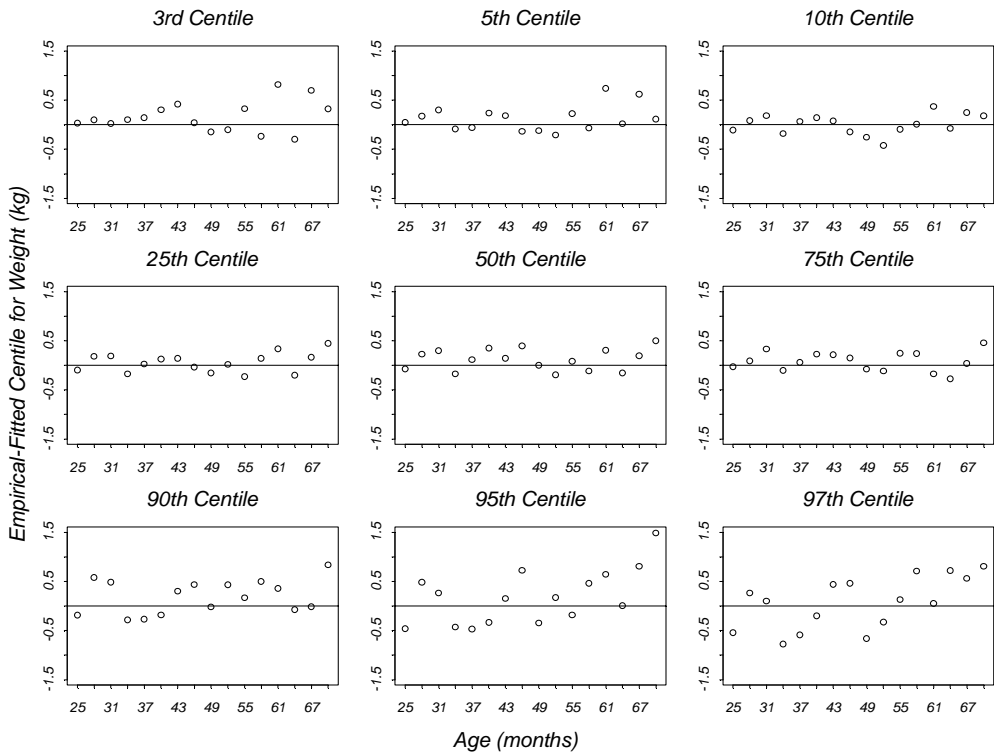 3rd Centile 5th Centile 10th Centile
1.5 1.5 1.5
0.5 0.5 0.5
-0.5 -0.5 -0.5
-1.5 -1.5 -1.5
25 31 37 43 49 55 61 67 25 31 37 43 49 55 61 67 25 31 37 43 49 55 61 67
25th Centile 50th Centile 75th Centile
1.5 1.5 1.5
0.5 0.5 0.5
-0.5 -0.5 -0.5
-1.5 -1.5 -1.5
25 31 37 43 49 55 61 67 25 31 37 43 49 55 61 67 25 31 37 43 49 55 61 67
90th Centile 95th Centile 97th Centile
1.5 1.5 1.5
0.5 0.5 0.5
-0.5 -0.5 -0.5
-1.5 -1.5 -1.5
25 31 37 43 49 55 61 67 25 31 37 43 49 55 61 67 25 31 37 43 49 55 61 67
Empirical-Fitted Centile for Weight (kg)
Age (months)